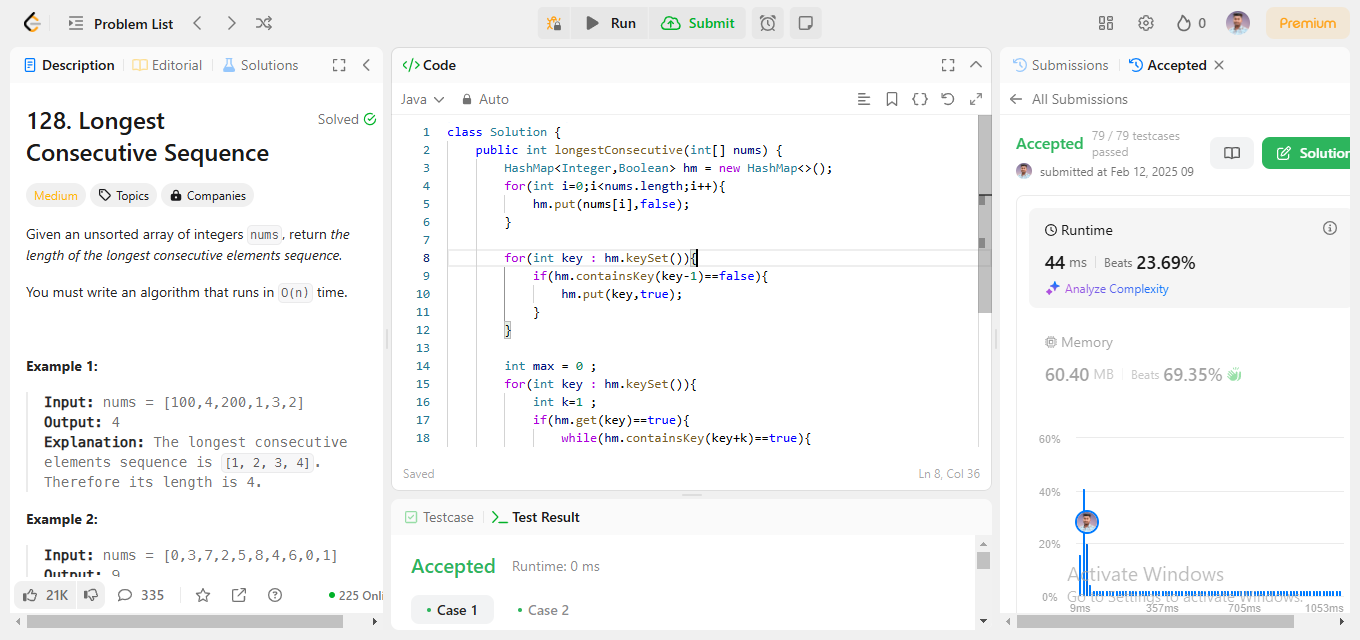 Problem List
Run
Submit
0
Premium
Description
Editorial
Solutions
128. Longest
Consecutive Sequence
Solved
Medium
Topics
Companies
Given an unsorted array of integers nums, return the
length of the longest consecutive elements sequence.
You must write an algorithm that runs in O(n) time.
Example 1:
Input: nums = [100,4,200,1,3,2]
Output: 4
Explanation: The longest consecutive
elements sequence is [1, 2, 3, 4].
Therefore its length is 4.
Example 2:
Input: nums = [0,3,7,2,5,8,4,6,0,1]
Output: 9
21K
335
225 Onli
</> Code
Java
Auto
1 class Solution {
2 public int longestConsecutive(int[] nums) {
3 HashMap<Integer,Boolean> hm = new HashMap<>();
4 for(int i=0;i<nums.length;i++){
5 hm.put(nums[i],false);
6 }
7
8 for(int key : hm.keySet()){
9 if(hm.containsKey(key-1)==false){
10 hm.put(key,true);
11 }
12 }
13
14 int max = 0 ;
15 for(int key : hm.keySet()){
16 int k=1 ;
17 if(hm.get(key)==true){
18 while(hm.containsKey(key+k)==true){
Saved
Ln 8, Col 36
Testcase
Test Result
Accepted
Runtime: 0 ms
Case 1
Case 2
Submissions
Accepted
All Submissions
Accepted
79 / 79 testcases
passed
submitted at Feb 12, 2025 09
Solution
Runtime
44 ms
Beats 23.69%
Analyze Complexity
Memory
60.40 MB
Beats 69.35%
60%
40%
20%
0%
9ms 357ms 705ms 1053ms
Activate Windows
Go to Settings to activate Windows.